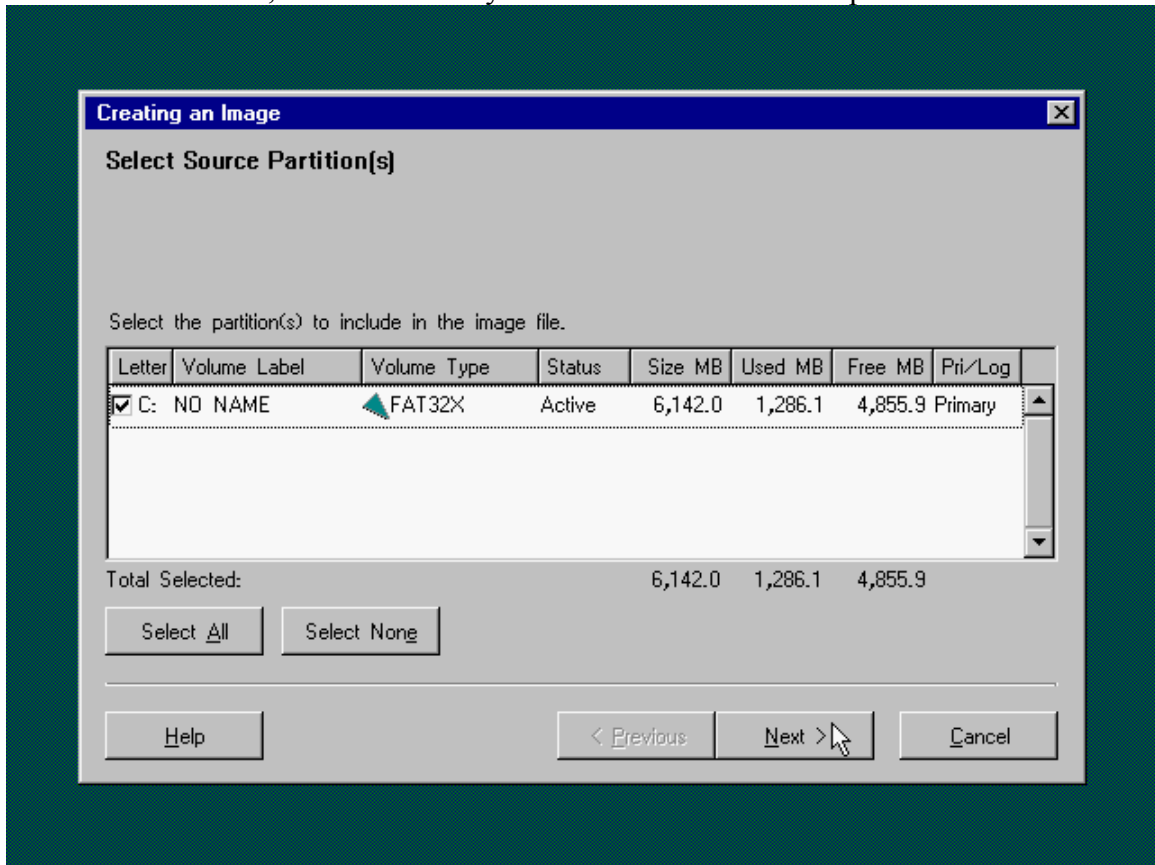 Creating an Image
Select Source Partition(s)
Select the partition(s) to include in the image file.
Letter Volume Label Volume Type Status Size MB Used MB Free MB Pri/Log
C: NO NAME FAT32X Active 6,142.0 1,286.1 4,855.9 Primary
Total Selected: 6,142.0 1,286.1 4,855.9
Select All Select None
Help < Previous Next > Cancel